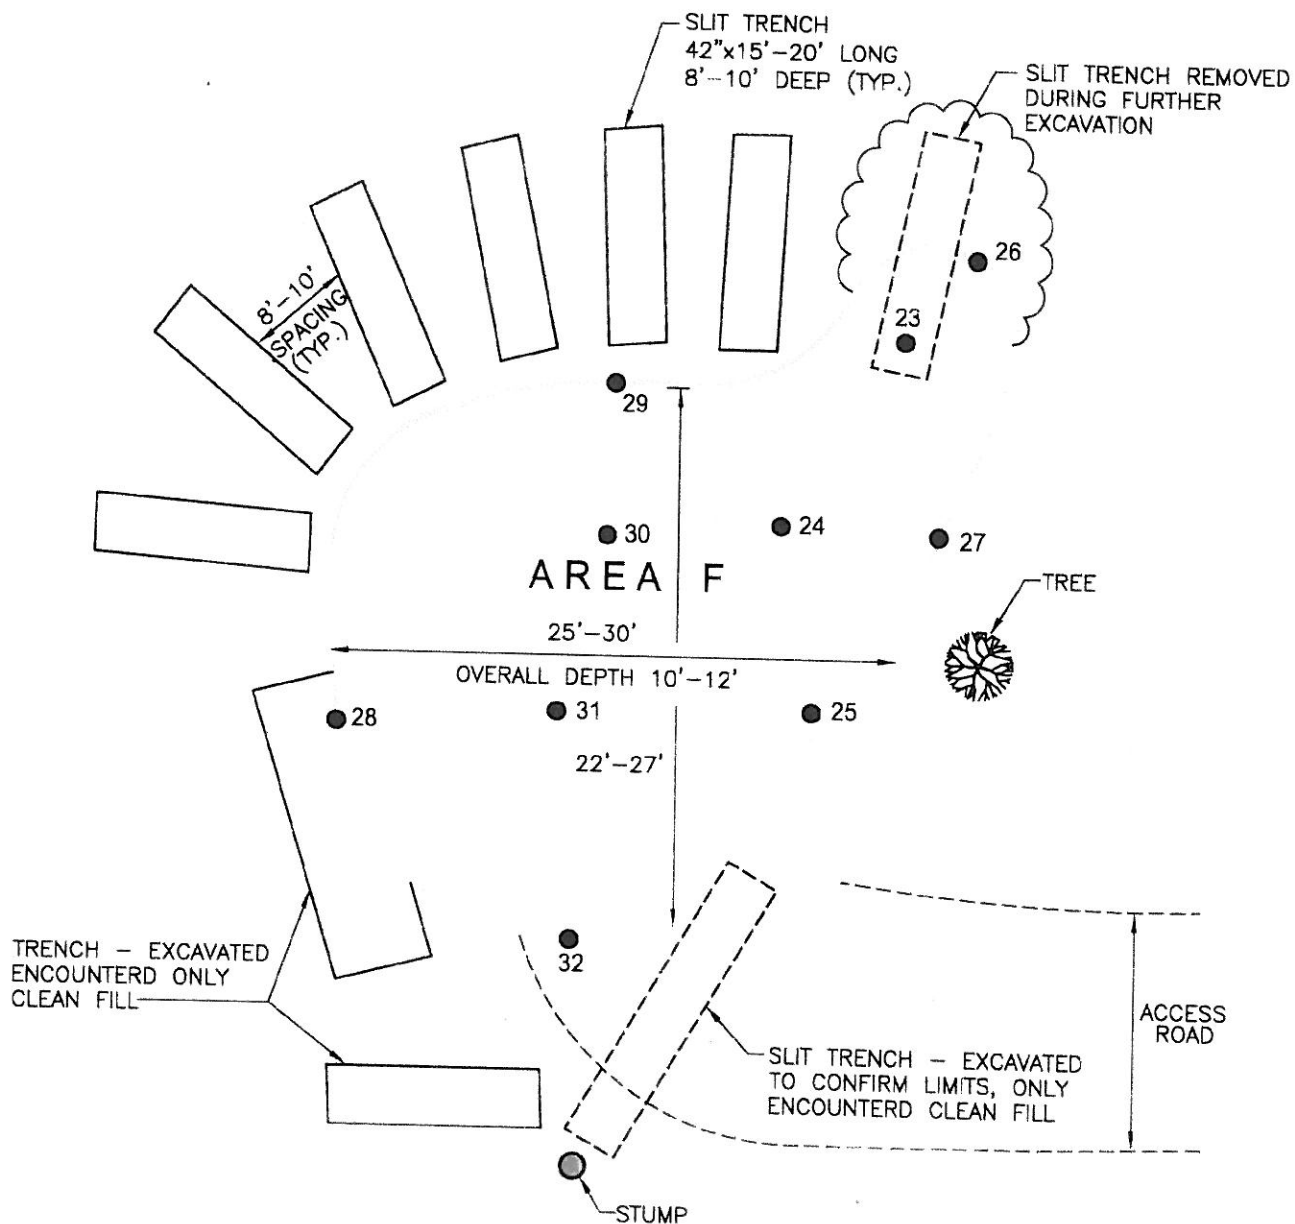 SLIT TRENCH
42"x15'-20' LONG
8'-10' DEEP (TYP.)
SLIT TRENCH REMOVED
DURING FURTHER
EXCAVATION
8'-10'
SPACING
(TYP.)
26
23
29
30
24
27
AREA F
TREE
25'-30'
OVERALL DEPTH 10'-12'
28
31
25
22'-27'
TRENCH - EXCAVATED
ENCOUNTERD ONLY
CLEAN FILL
32
ACCESS
ROAD
SLIT TRENCH - EXCAVATED
TO CONFIRM LIMITS, ONLY
ENCOUNTERD CLEAN FILL
STUMP